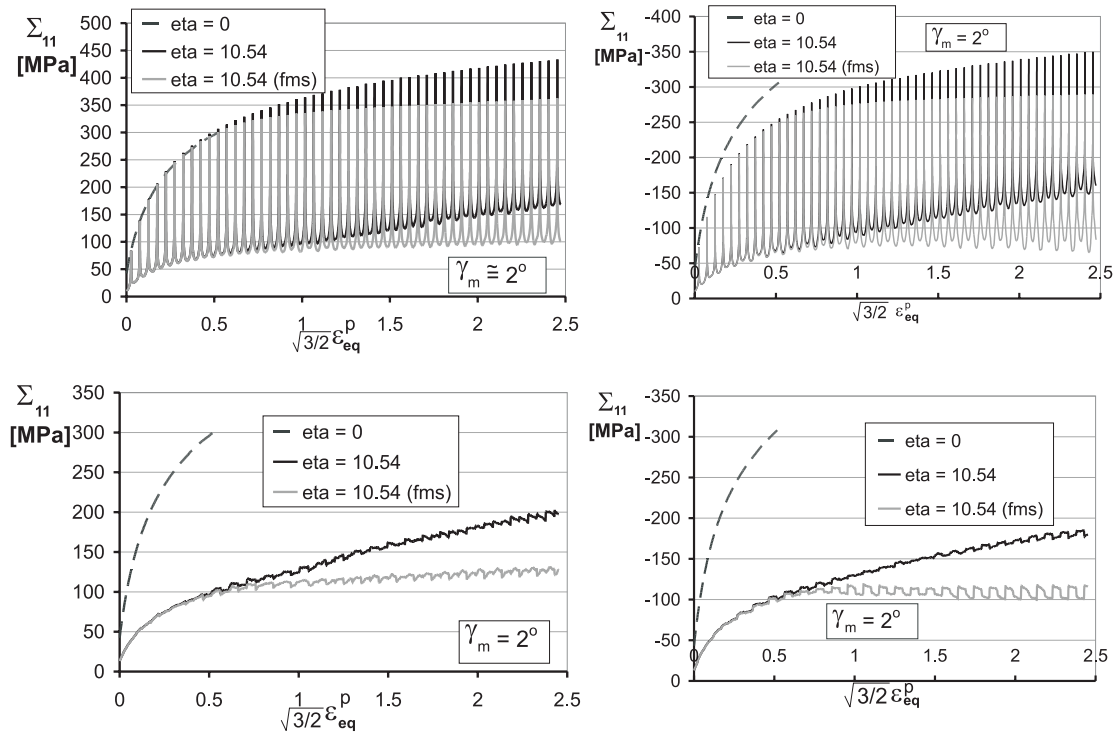 Σ11
[MPa]
500
450
400
350
300
250
200
150
100
50
0
eta = 0
eta = 10.54
eta = 10.54 (fms)
γm ≅ 2°
0 0.5 1 1.5 2 2.5
√3/2 εeq^p
Σ11
[MPa]
-400
-350
-300
-250
-200
-150
-100
-50
-0
eta = 0
eta = 10.54
eta = 10.54 (fms)
γm = 2°
0 0.5 1 1.5 2 2.5
√3/2 εeq^p
Σ11
[MPa]
350
300
250
200
150
100
50
0
eta = 0
eta = 10.54
eta = 10.54 (fms)
γm = 2°
0 0.5 1 1.5 2 2.5
√3/2 εeq^p
Σ11
[MPa]
-350
-300
-250
-200
-150
-100
-50
-0
eta = 0
eta = 10.54
eta = 10.54 (fms)
γm = 2°
0 0.5 1 1.5 2 2.5
√3/2 εeq^p